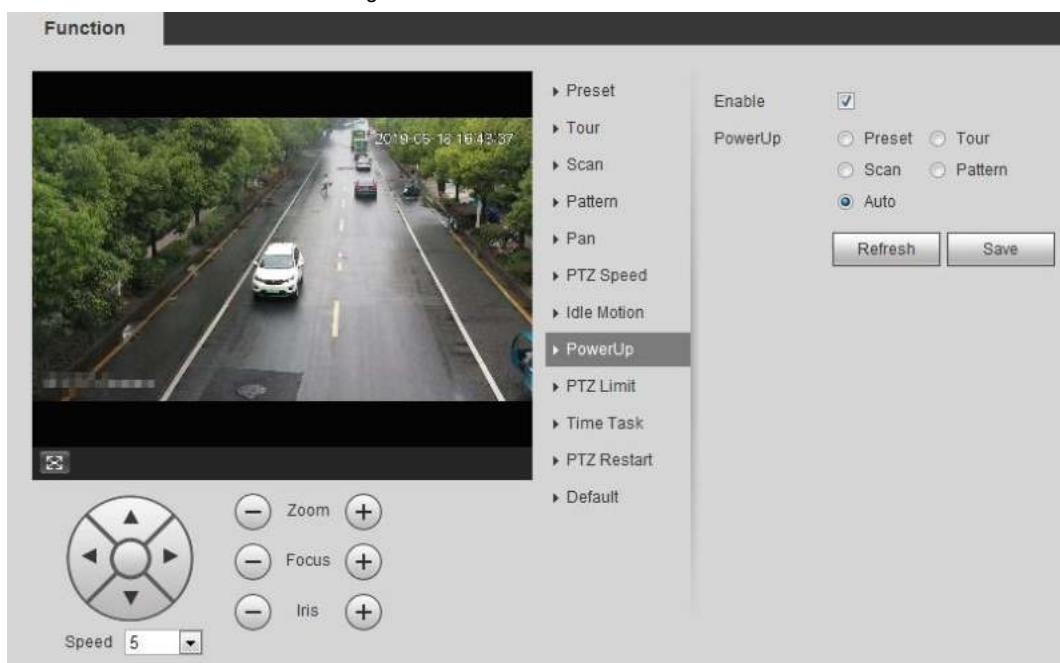 Function
2019-05-18 16:43:37
Preset
Tour
Scan
Pattern
Pan
PTZ Speed
Idle Motion
PowerUp
PTZ Limit
Time Task
PTZ Restart
Default
Enable
PowerUp
Preset Tour
Scan Pattern
Auto
Refresh Save
Zoom
Focus
Iris
Speed 5